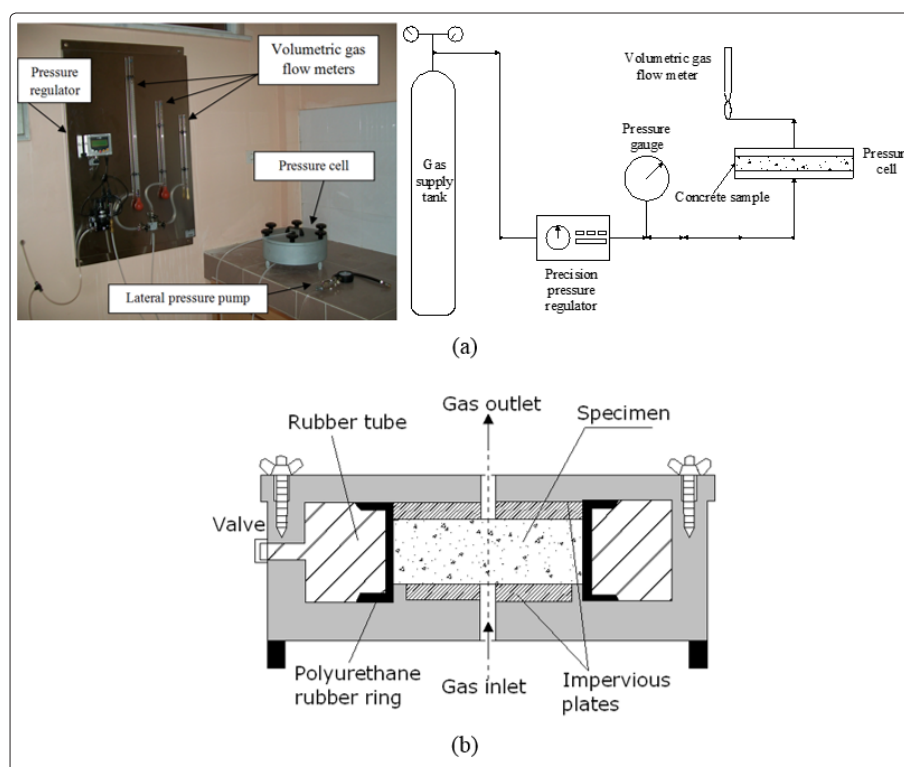 Volumetric gas
flow meters
Pressure
regulator
Pressure cell
Lateral pressure pump
Volumetric gas
flow meter
Pressure
gauge
Gas
supply
tank
Pressure
cell
Concrete sample
Precision
pressure
regulator
(a)
Gas outlet
Rubber tube
Specimen
Valve
Polyurethane
rubber ring
Gas inlet
Impervious
plates
(b)